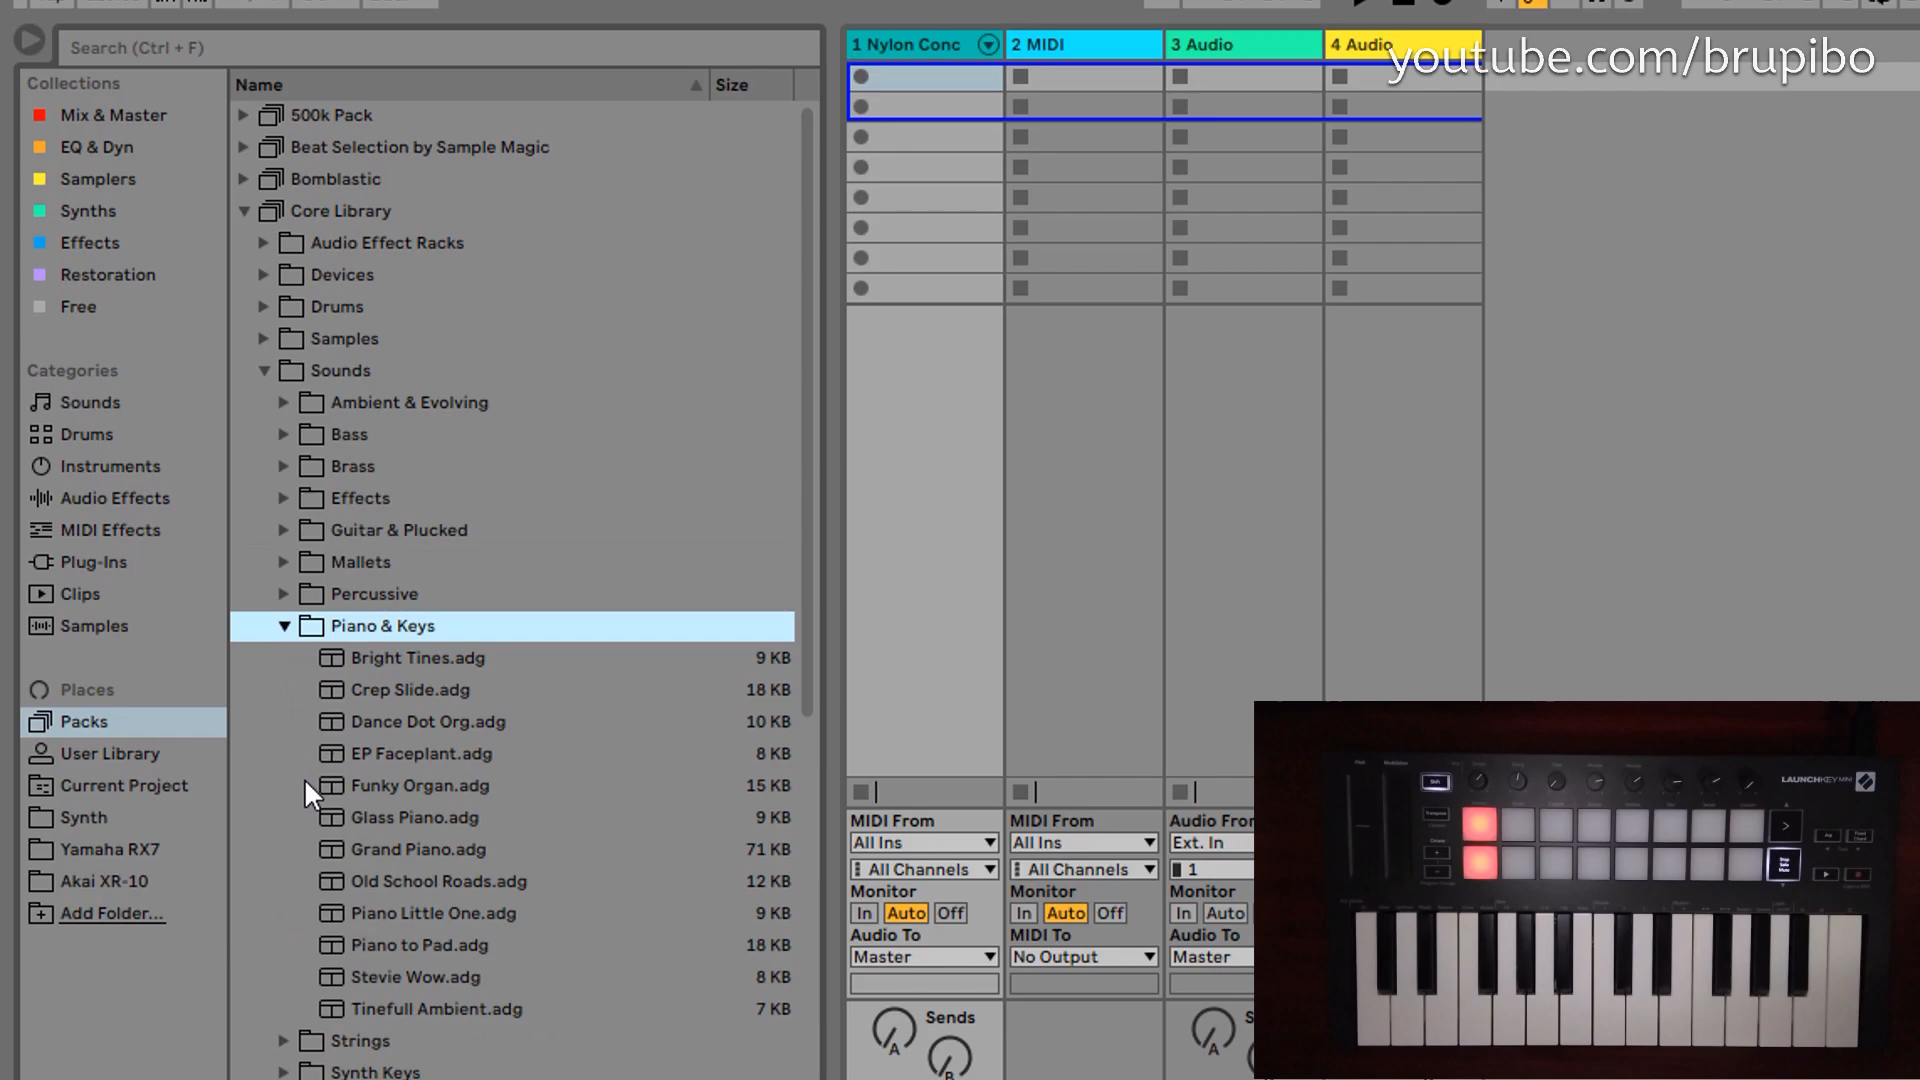 youtube.com/brupibo
Search (Ctrl + F)
Collections
Mix & Master
EQ & Dyn
Samplers
Synths
Effects
Restoration
Free
Categories
Sounds
Drums
Instruments
Audio Effects
MIDI Effects
Plug-Ins
Clips
Samples
Places
Packs
User Library
Current Project
Synth
Yamaha RX7
Akai XR-10
Add Folder...
Name Size
500k Pack
Beat Selection by Sample Magic
Bomblastic
Core Library
Audio Effect Racks
Devices
Drums
Samples
Sounds
Ambient & Evolving
Bass
Brass
Effects
Guitar & Plucked
Mallets
Percussive
Piano & Keys
Bright Tines.adg 9 KB
Crep Slide.adg 18 KB
Dance Dot Org.adg 10 KB
EP Faceplant.adg 8 KB
Funky Organ.adg 15 KB
Glass Piano.adg 9 KB
Grand Piano.adg 71 KB
Old School Roads.adg 12 KB
Piano Little One.adg 9 KB
Piano to Pad.adg 18 KB
Stevie Wow.adg 8 KB
Tinefull Ambient.adg 7 KB
Strings
Synth Keys
1 Nylon Conc 2 MIDI 3 Audio 4 Audio
MIDI From MIDI From Audio From
All Ins All Ins Ext. In
All Channels All Channels 1
Monitor Monitor Monitor
In Auto Off In Auto Off In Auto
Audio To MIDI To Audio To
Master No Output Master
Sends S
A A
B
LAUNCHKEY MINI
Shift
Stop Solo Mute